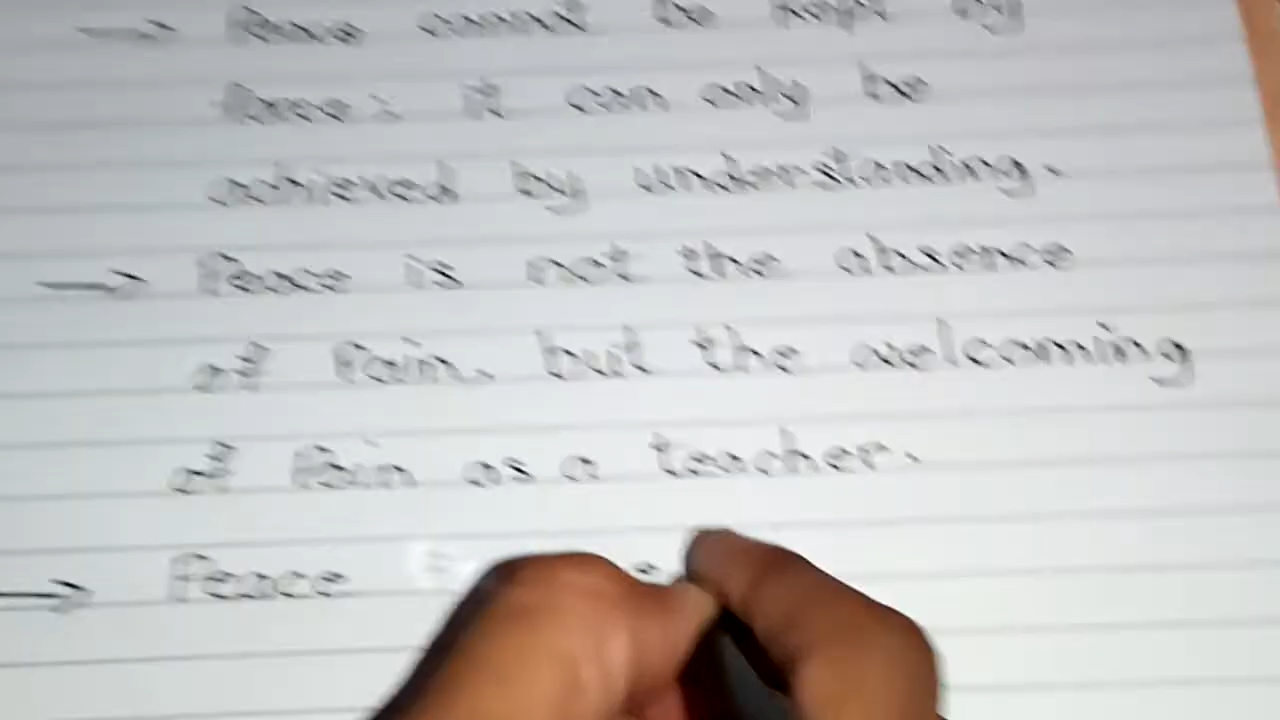 → Peace cannot be kept by
force; it can only be
achieved by understanding.
→ Peace is not the absence
of Pain, but the welcoming
of Pain as a teacher.
→ Peace